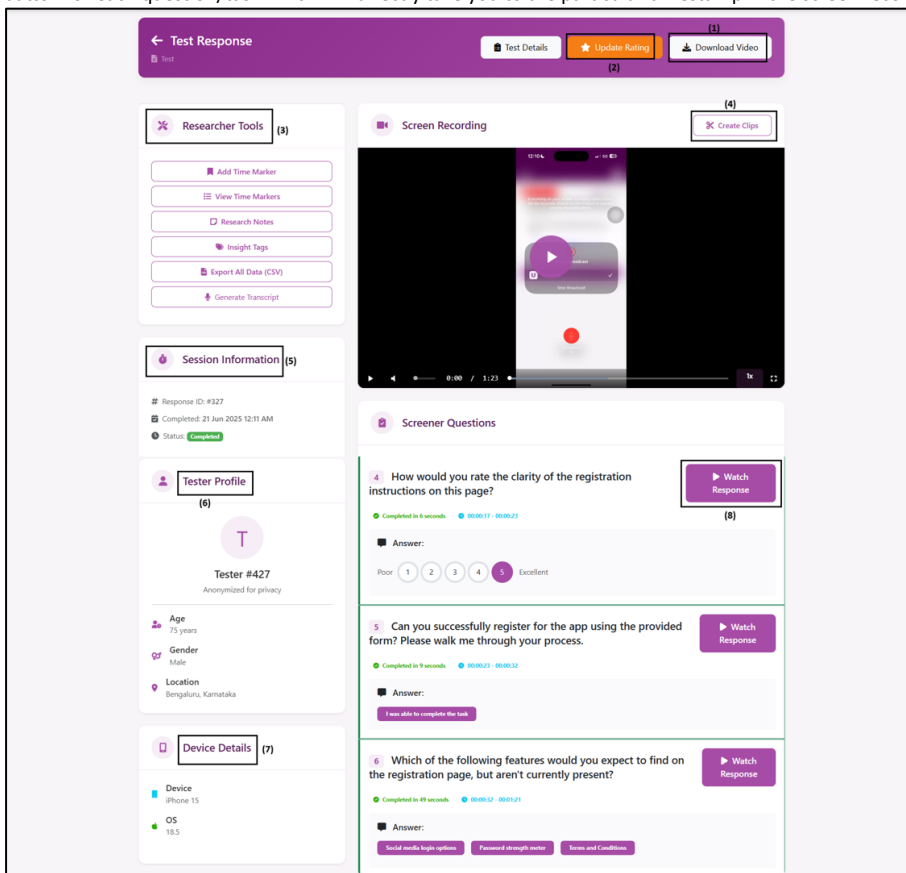 (1)
← Test Response
Test
Test Details
Update Rating
Download Video
(2)
Researcher Tools
(3)
Add Time Marker
View Time Markers
Research Notes
Insight Tags
Export All Data (CSV)
Generate Transcript
Session Information
(5)
# Response ID: #327
Completed: 21 Jun 2025 12:11 AM
Status: Completed
Tester Profile
(6)
T
Tester #427
Anonymized for privacy
Age
75 years
Gender
Male
Location
Bengaluru, Karnataka
Device Details
(7)
Device
iPhone 15
OS
18.5
Screen Recording
(4)
Create Clips
12:10
Stop Broadcast
0:00 / 1:23
1x
Screener Questions
4 How would you rate the clarity of the registration
instructions on this page?
Watch
Response
(8)
Completed in 6 seconds 00:00:17 - 00:00:23
Answer:
Poor 1 2 3 4 5 Excellent
5 Can you successfully register for the app using the provided
form? Please walk me through your process.
Watch
Response
Completed in 9 seconds 00:00:23 - 00:00:32
Answer:
I was able to complete the task
6 Which of the following features would you expect to find on
the registration page, but aren't currently present?
Watch
Response
Completed in 49 seconds 00:00:32 - 00:01:21
Answer:
Social media login options Password strength meter Terms and Conditions